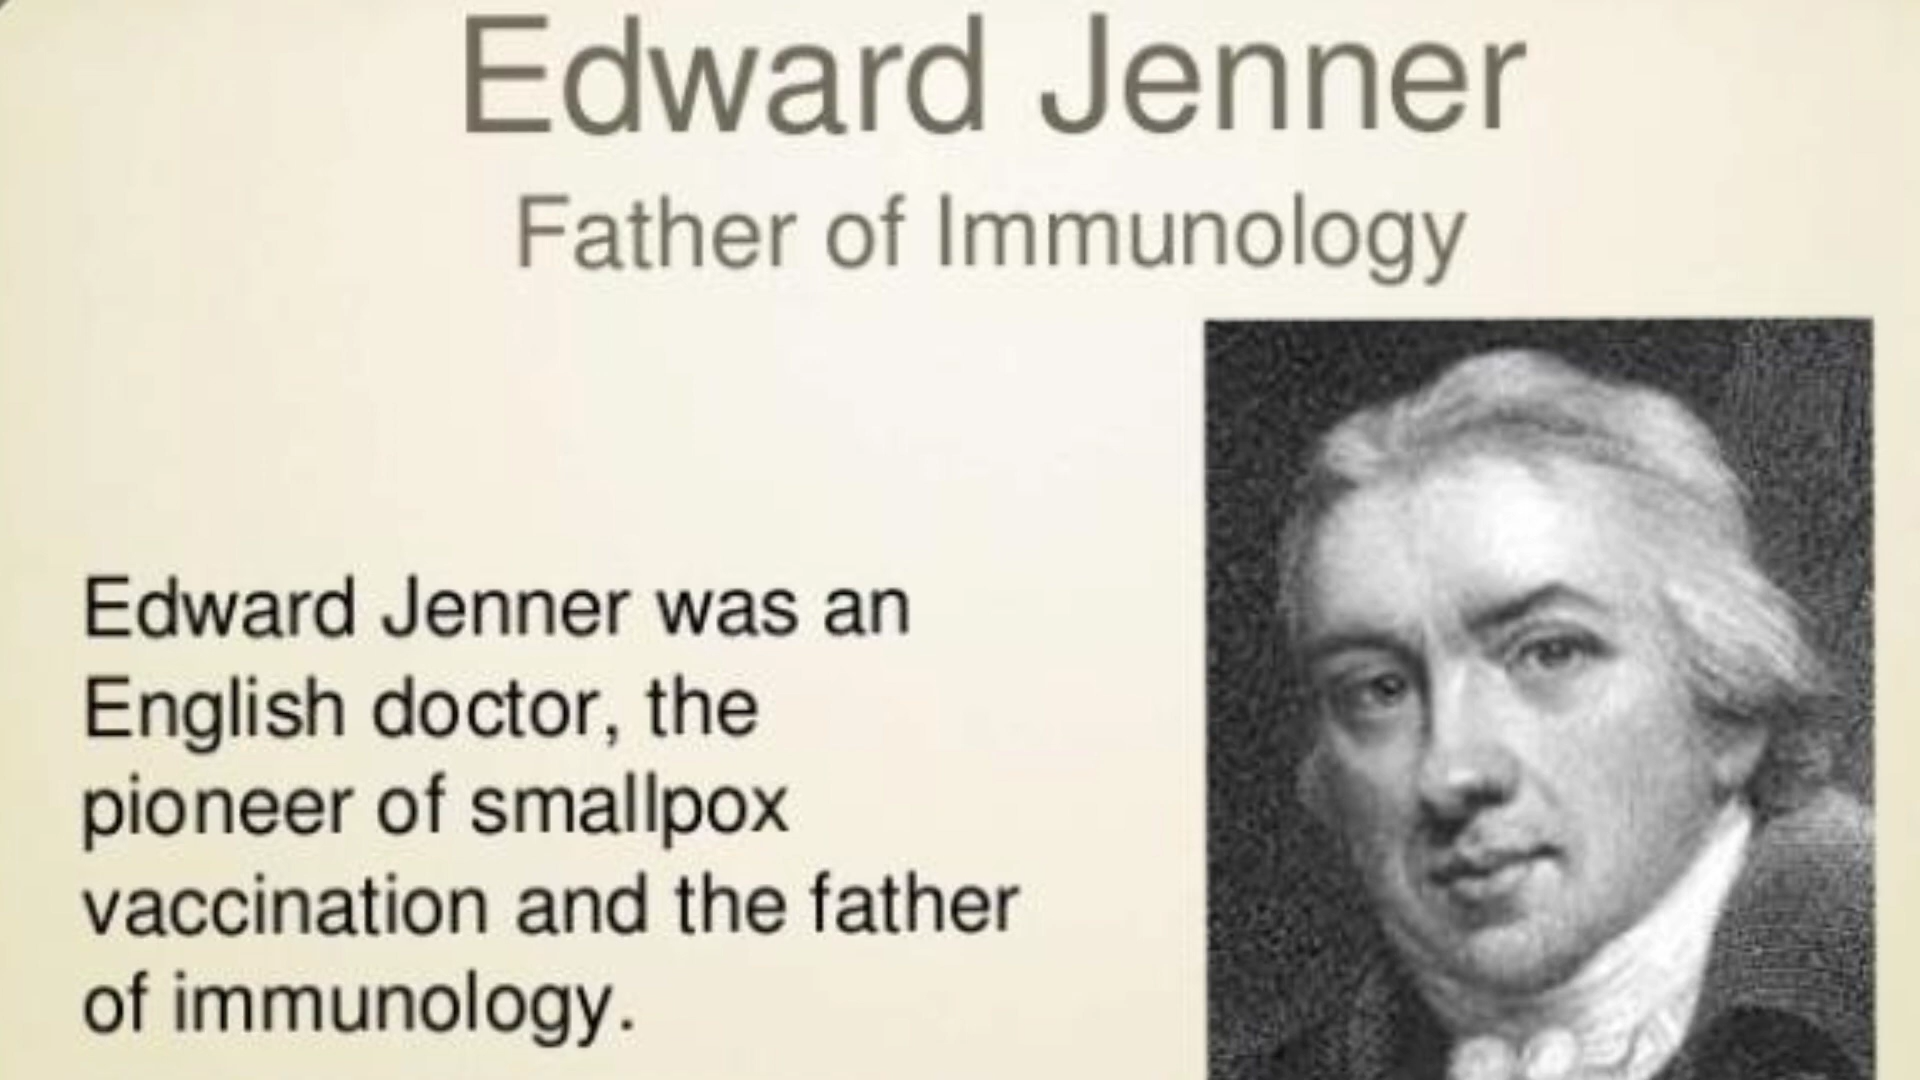 Edward Jenner
Father of Immunology
Edward Jenner was an
English doctor, the
pioneer of smallpox
vaccination and the father
of immunology.